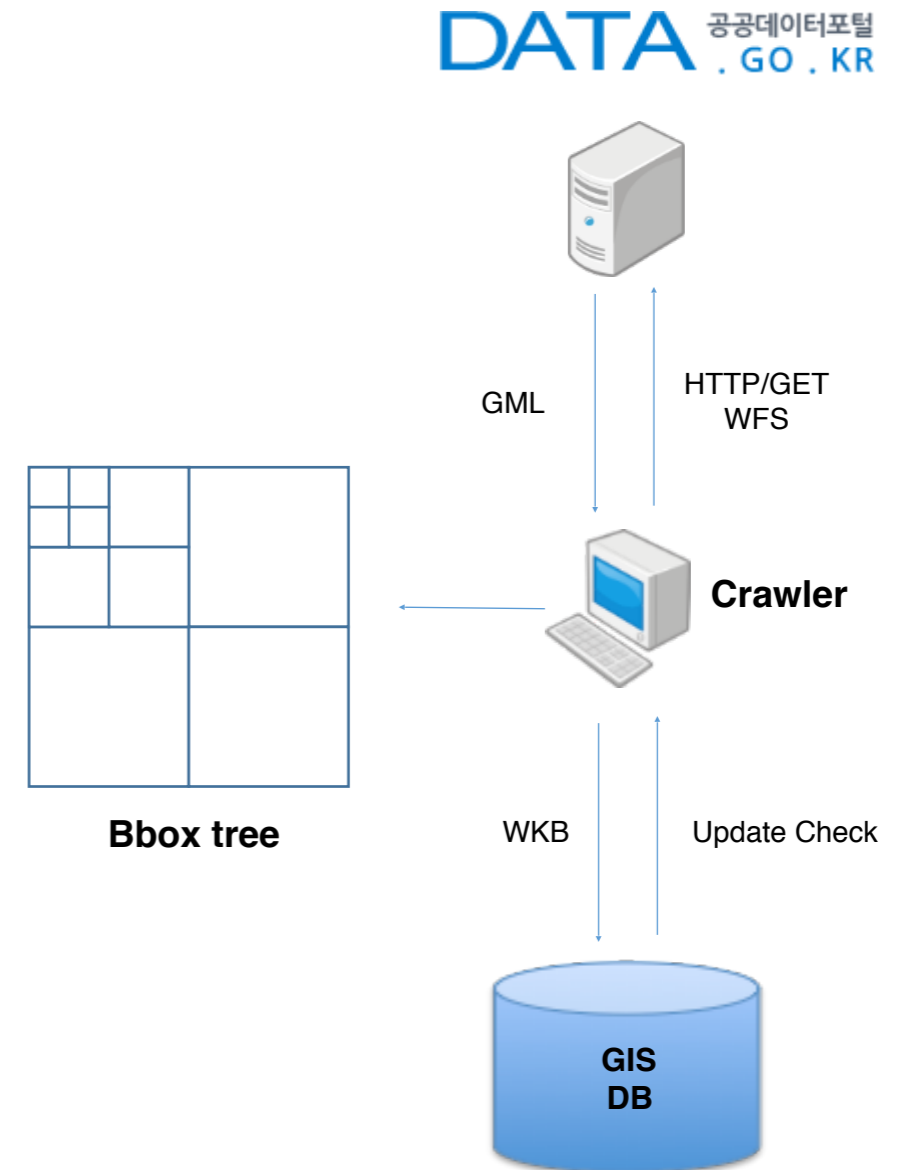 DATA 공공데이터포털
. GO . KR
GML
HTTP/GET
WFS
Crawler
Bbox tree
WKB
Update Check
GIS
DB